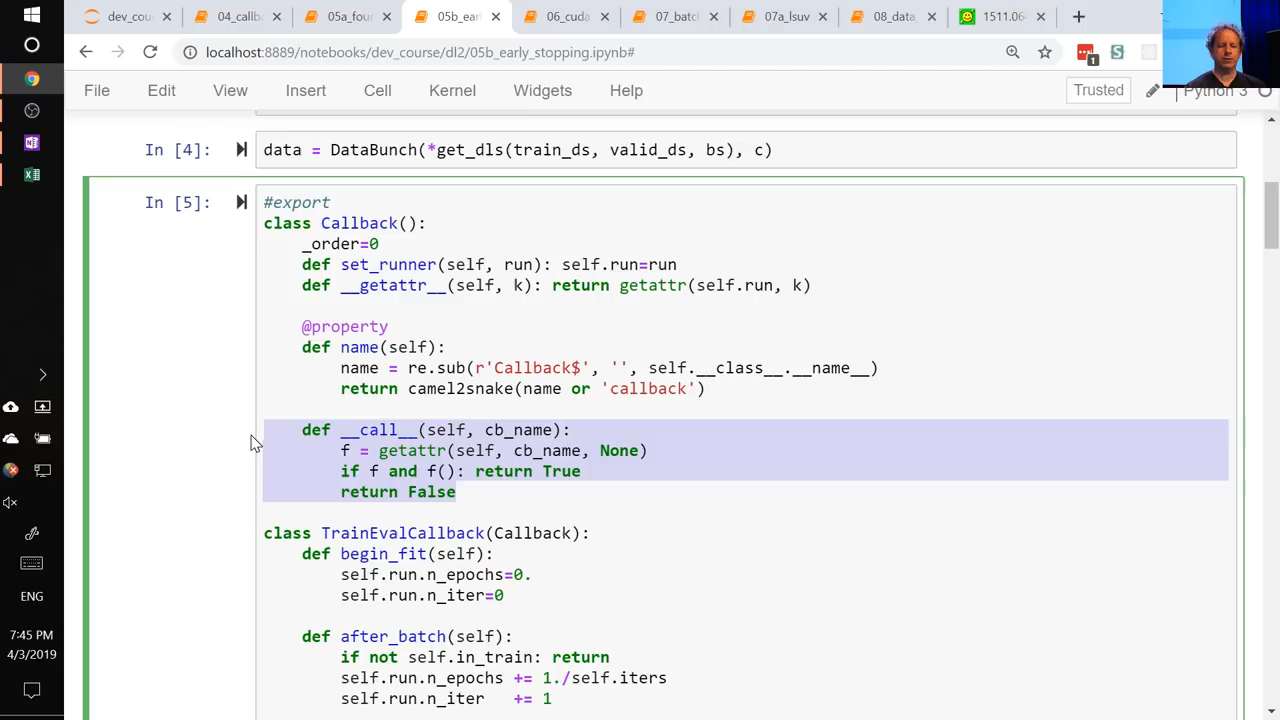 dev_cou
04_callb
05a_fou
05b_earl
06_cuda
07_batcl
07a_lsuv
08_data_
1511.06
localhost:8889/notebooks/dev_course/dl2/05b_early_stopping.ipynb#
File Edit View Insert Cell Kernel Widgets Help
Trusted
Python 3
In [4]: data = DataBunch(*get_dls(train_ds, valid_ds, bs), c)
In [5]: #export
class Callback():
    _order=0
    def set_runner(self, run): self.run=run
    def __getattr__(self, k): return getattr(self.run, k)
    @property
    def name(self):
        name = re.sub(r'Callback$', '', self.__class__.__name__)
        return camel2snake(name or 'callback')
    def __call__(self, cb_name):
        f = getattr(self, cb_name, None)
        if f and f(): return True
        return False
class TrainEvalCallback(Callback):
    def begin_fit(self):
        self.run.n_epochs=0.
        self.run.n_iter=0
    def after_batch(self):
        if not self.in_train: return
        self.run.n_epochs += 1./self.iters
        self.run.n_iter   += 1
ENG
7:45 PM
4/3/2019
1